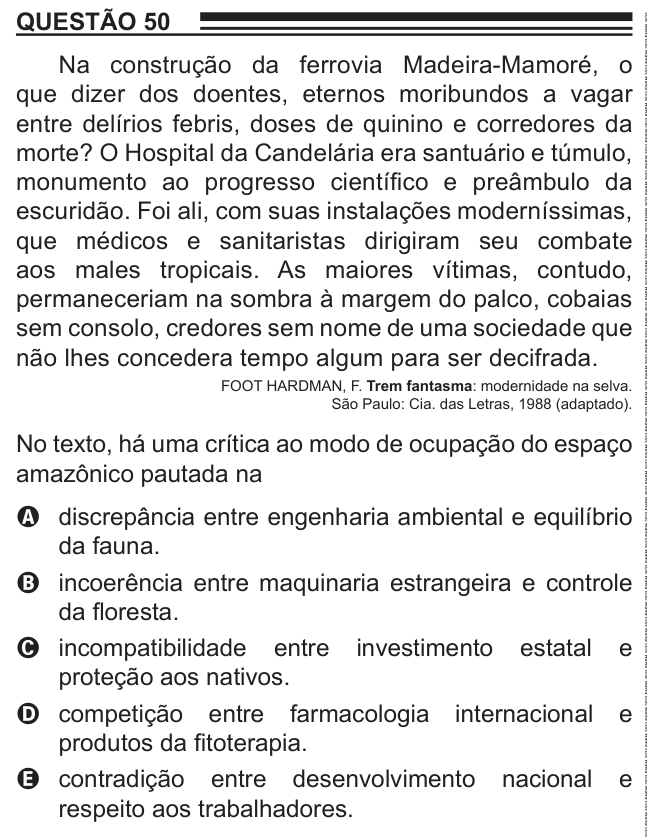 QUESTÃO 50
Na construção da ferrovia Madeira-Mamoré, o
que dizer dos doentes, eternos moribundos a vagar
entre delírios febris, doses de quinino e corredores da
morte? O Hospital da Candelária era santuário e túmulo,
monumento ao progresso científico e preâmbulo da
escuridão. Foi ali, com suas instalações moderníssimas,
que médicos e sanitaristas dirigiram seu combate
aos males tropicais. As maiores vítimas, contudo,
permaneceriam na sombra à margem do palco, cobaias
sem consolo, credores sem nome de uma sociedade que
não lhes concedera tempo algum para ser decifrada.
FOOT HARDMAN, F. Trem fantasma: modernidade na selva.
São Paulo: Cia. das Letras, 1988 (adaptado).
No texto, há uma crítica ao modo de ocupação do espaço
amazônico pautada na
A discrepância entre engenharia ambiental e equilíbrio
da fauna.
B incoerência entre maquinaria estrangeira e controle
da floresta.
C incompatibilidade entre investimento estatal e
proteção aos nativos.
D competição entre farmacologia internacional e
produtos da fitoterapia.
E contradição entre desenvolvimento nacional e
respeito aos trabalhadores.